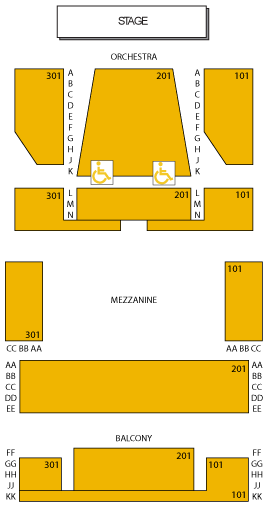 STAGE
ORCHESTRA
301 A 201 A 101
B B
C C
D D
E E
F F
G G
H H
J J
K K
301 L 201 L 101
M M
N N
101
MEZZANINE
301
CC BB AA AA BB CC
AA 201 AA
BB BB
CC CC
DD DD
EE EE
BALCONY
FF 201 FF
GG 301 101 GG
HH HH
JJ JJ
KK 101 KK